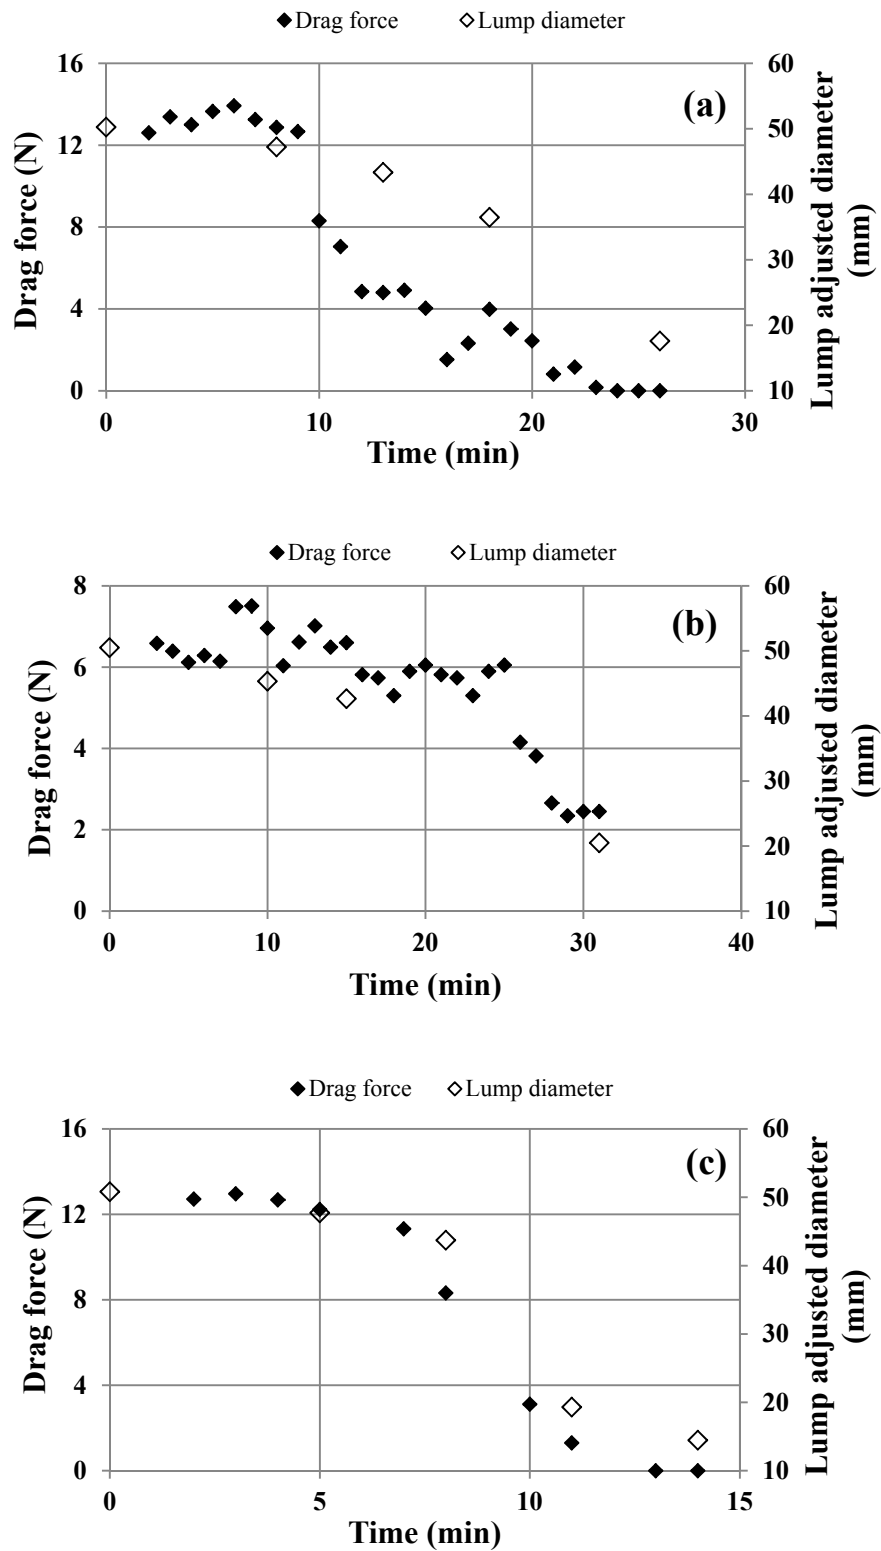 Drag force Lump diameter
16 60
(a)
50
12
40
8
30
4
20
0 10
0 10 20 30
Drag force (N)
Lump adjusted diameter
(mm)
Time (min)
Drag force Lump diameter
8 60
(b)
50
6
40
4
30
2
20
0 10
0 10 20 30 40
Drag force (N)
Lump adjusted diameter
(mm)
Time (min)
Drag force Lump diameter
16 60
(c)
50
12
40
8
30
4
20
0 10
0 5 10 15
Drag force (N)
Lump adjusted diameter
(mm)
Time (min)